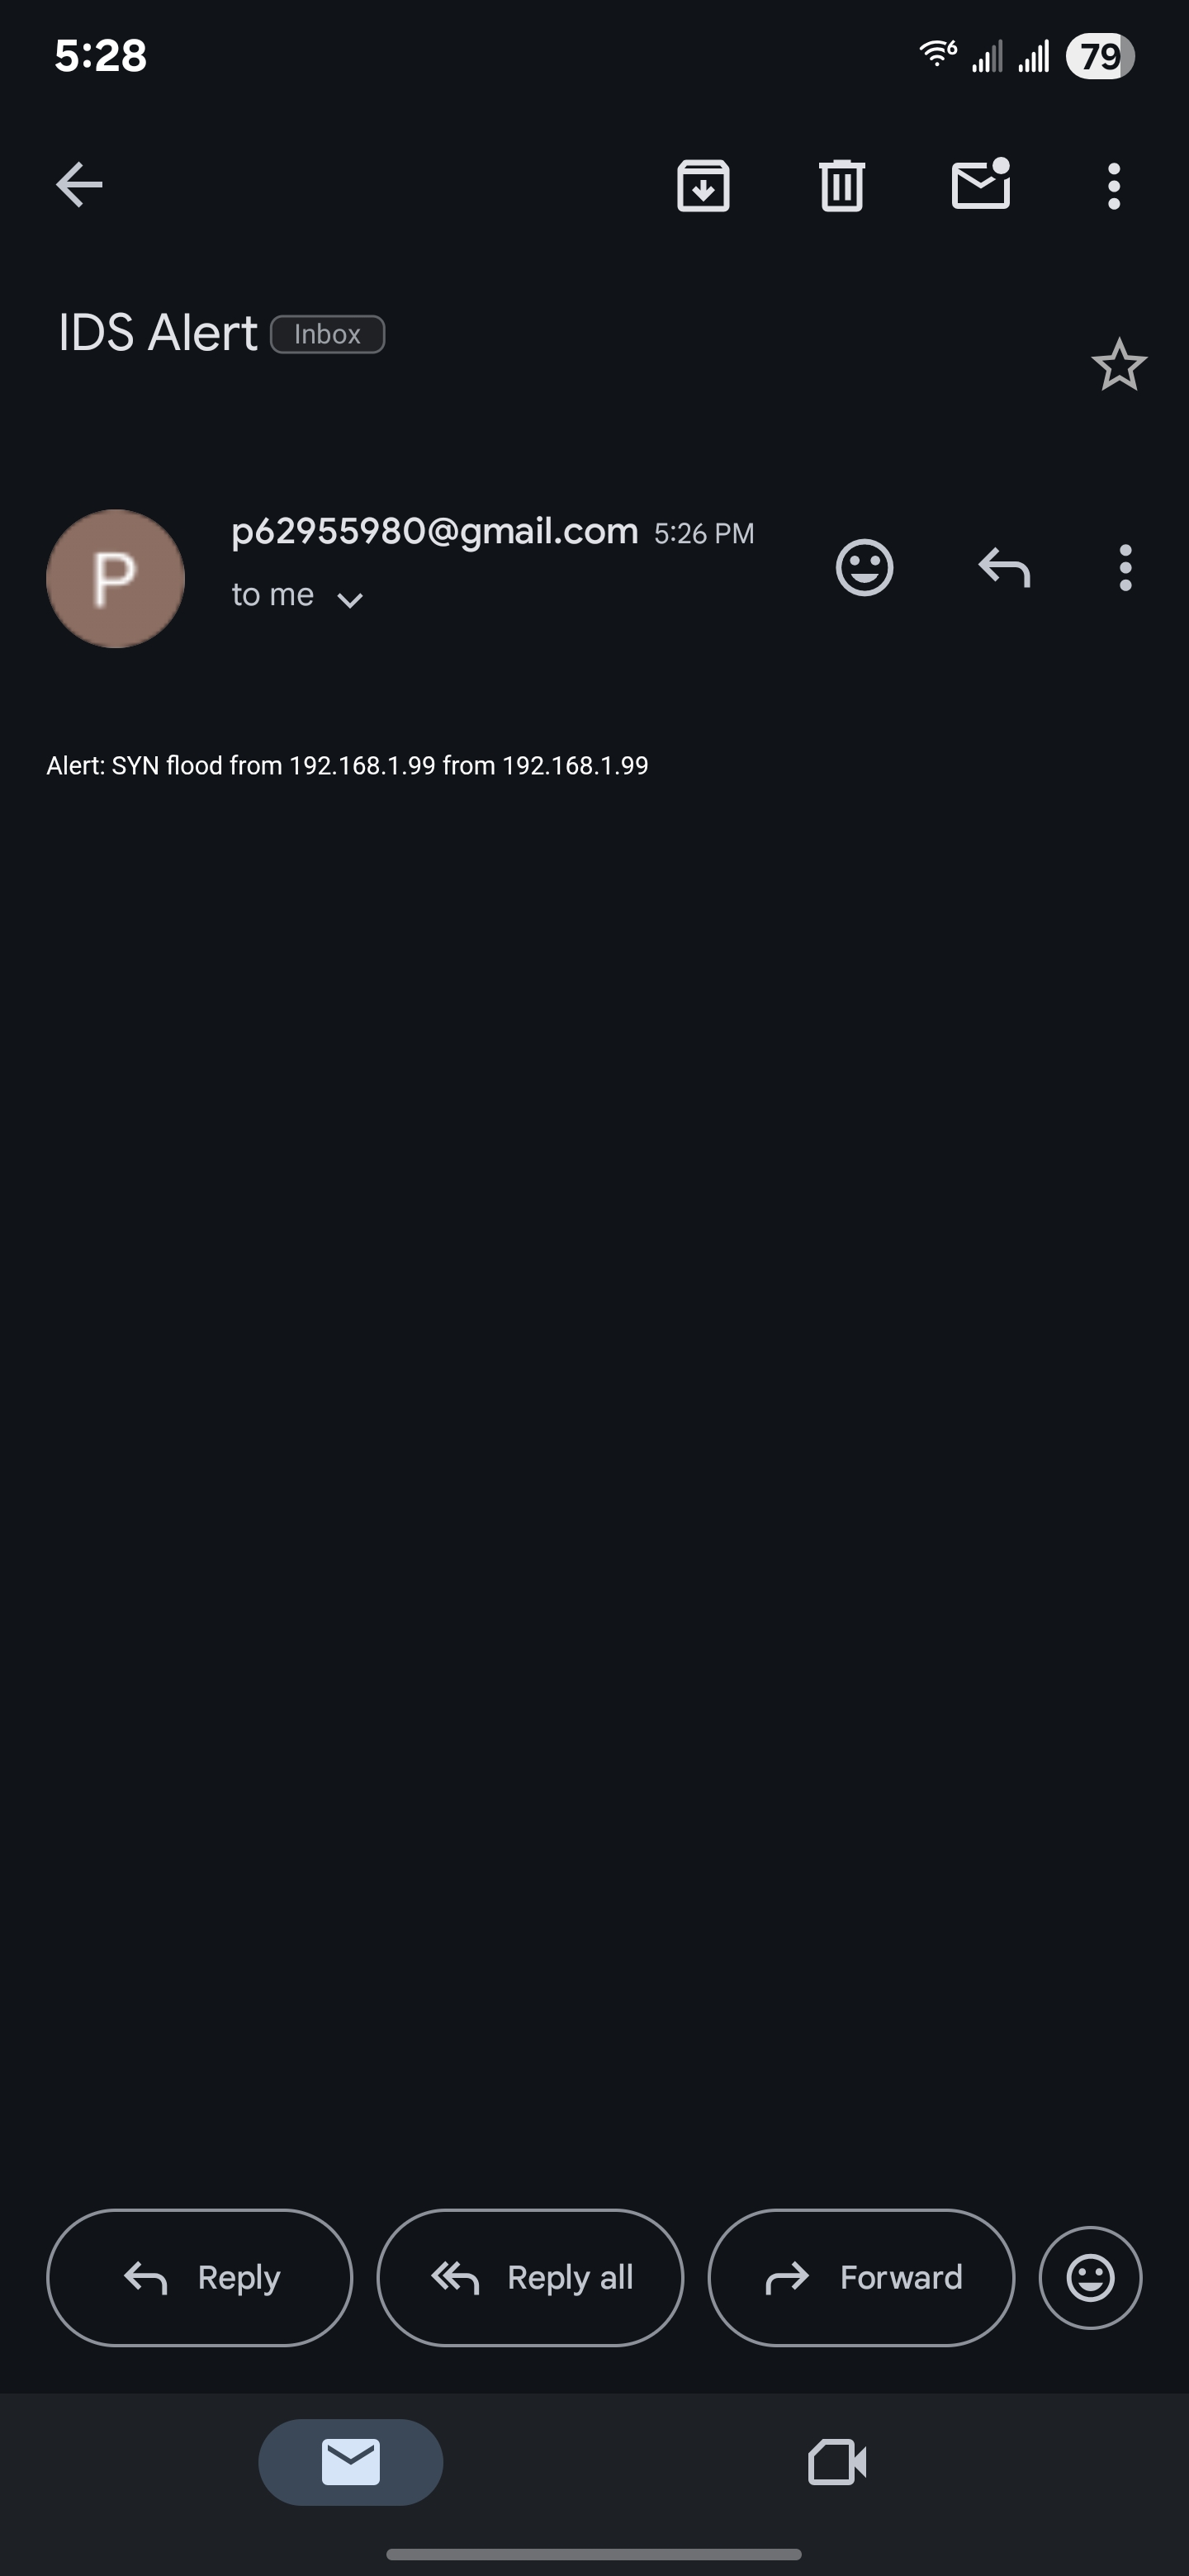 5:28
6
79
IDS Alert Inbox
P
p62955980@gmail.com 5:26 PM
to me
Alert: SYN flood from 192.168.1.99 from 192.168.1.99
Reply
Reply all
Forward